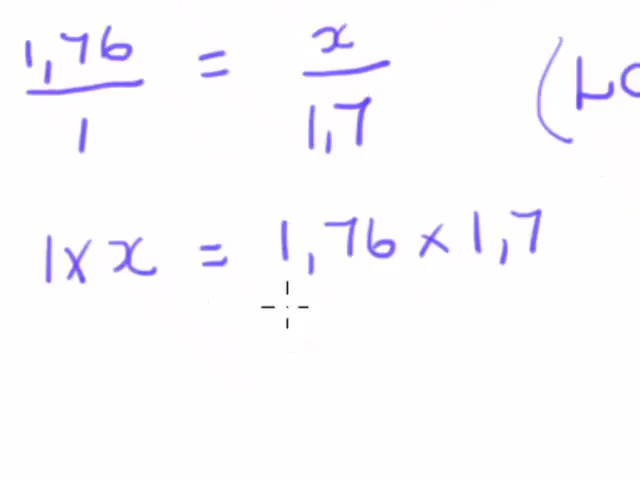 1,76/1 = x/1,7
1 × x = 1,76 × 1,7